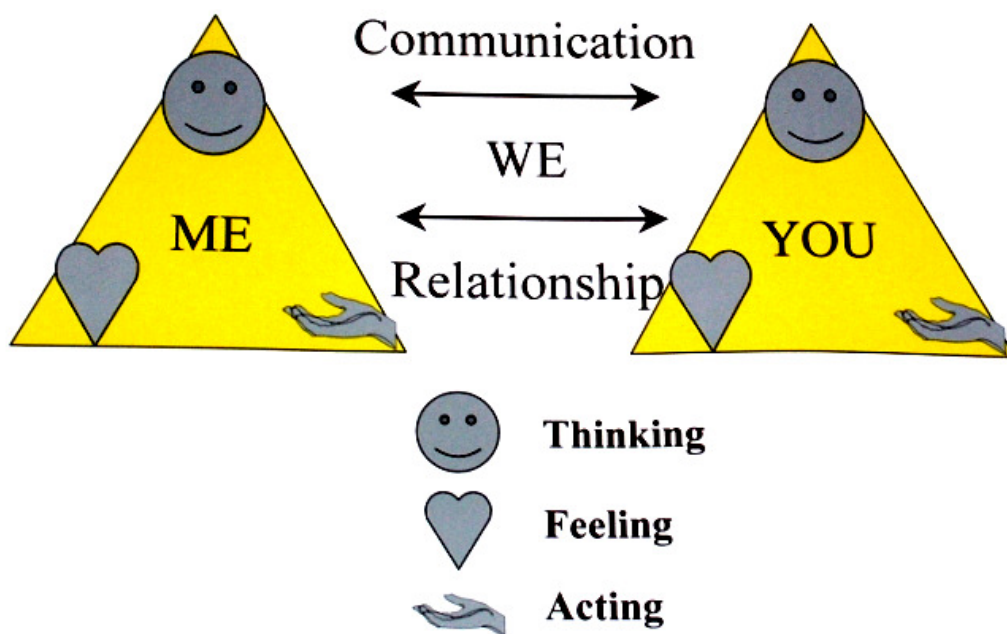 Communication
WE
ME
YOU
Relationship
Thinking
Feeling
Acting